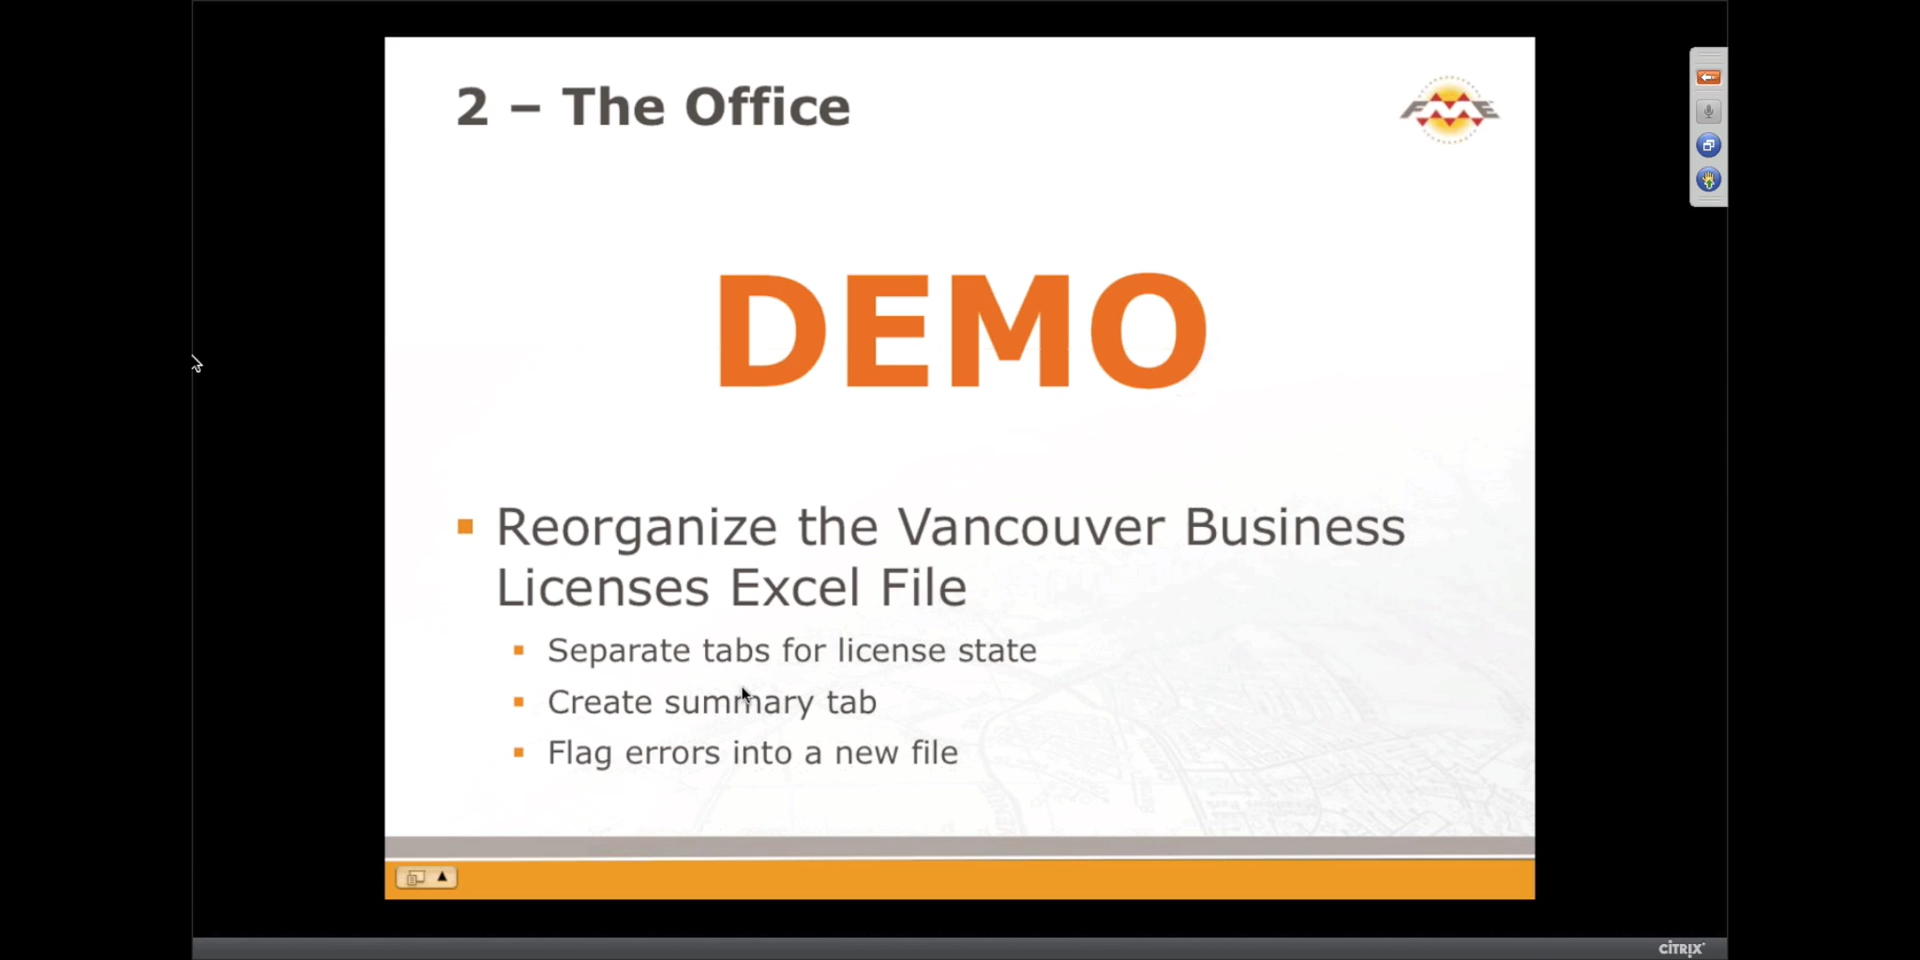 2 – The Office
FME
DEMO
Reorganize the Vancouver Business
Licenses Excel File
Separate tabs for license state
Create summary tab
Flag errors into a new file
CITRIX